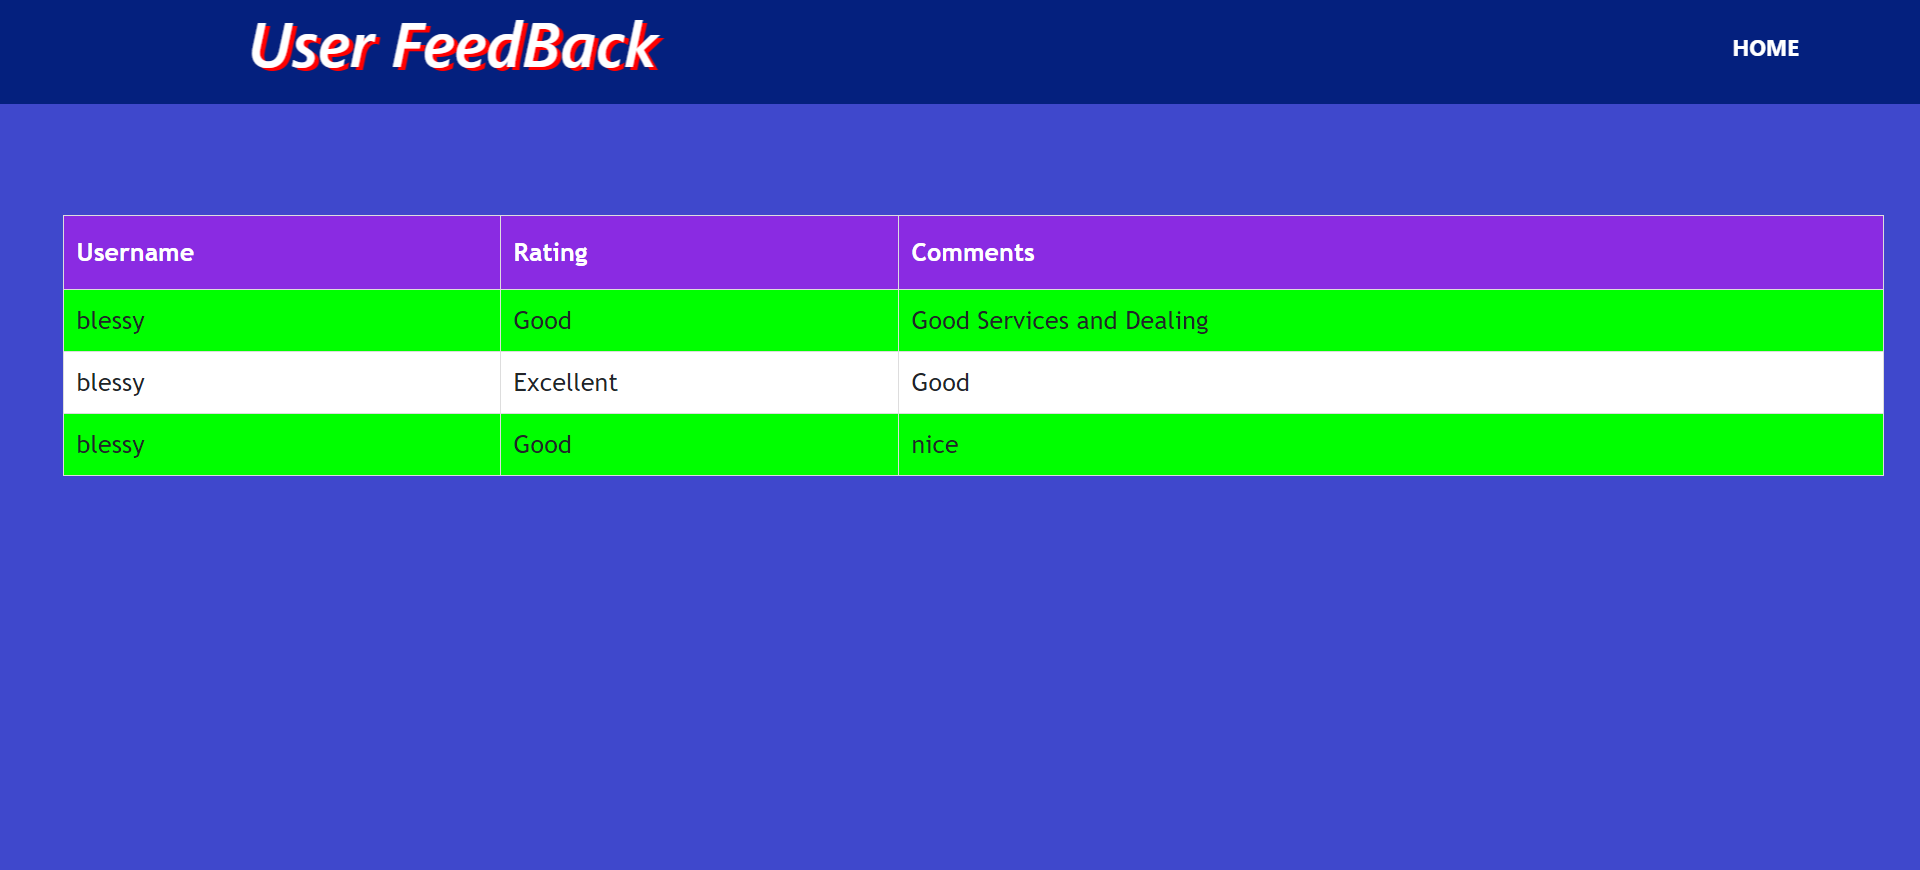 User FeedBack
HOME
Username Rating Comments
blessy Good Good Services and Dealing
blessy Excellent Good
blessy Good nice